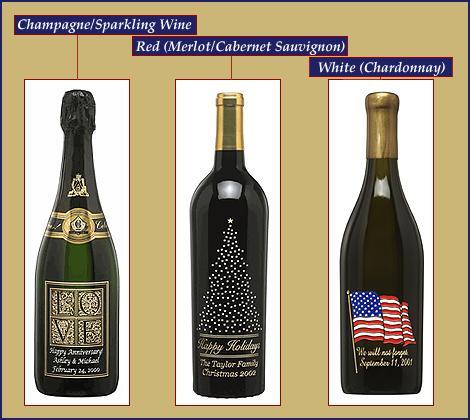 Champagne/Sparkling Wine
Red (Merlot/Cabernet Sauvignon)
White (Chardonnay)
LO
VE
Happy Anniversary!
Ashley & Michael
February 24, 2000
Happy Holidays
The Taylor Family
Christmas 2002
We will not forget.
September 11, 2001